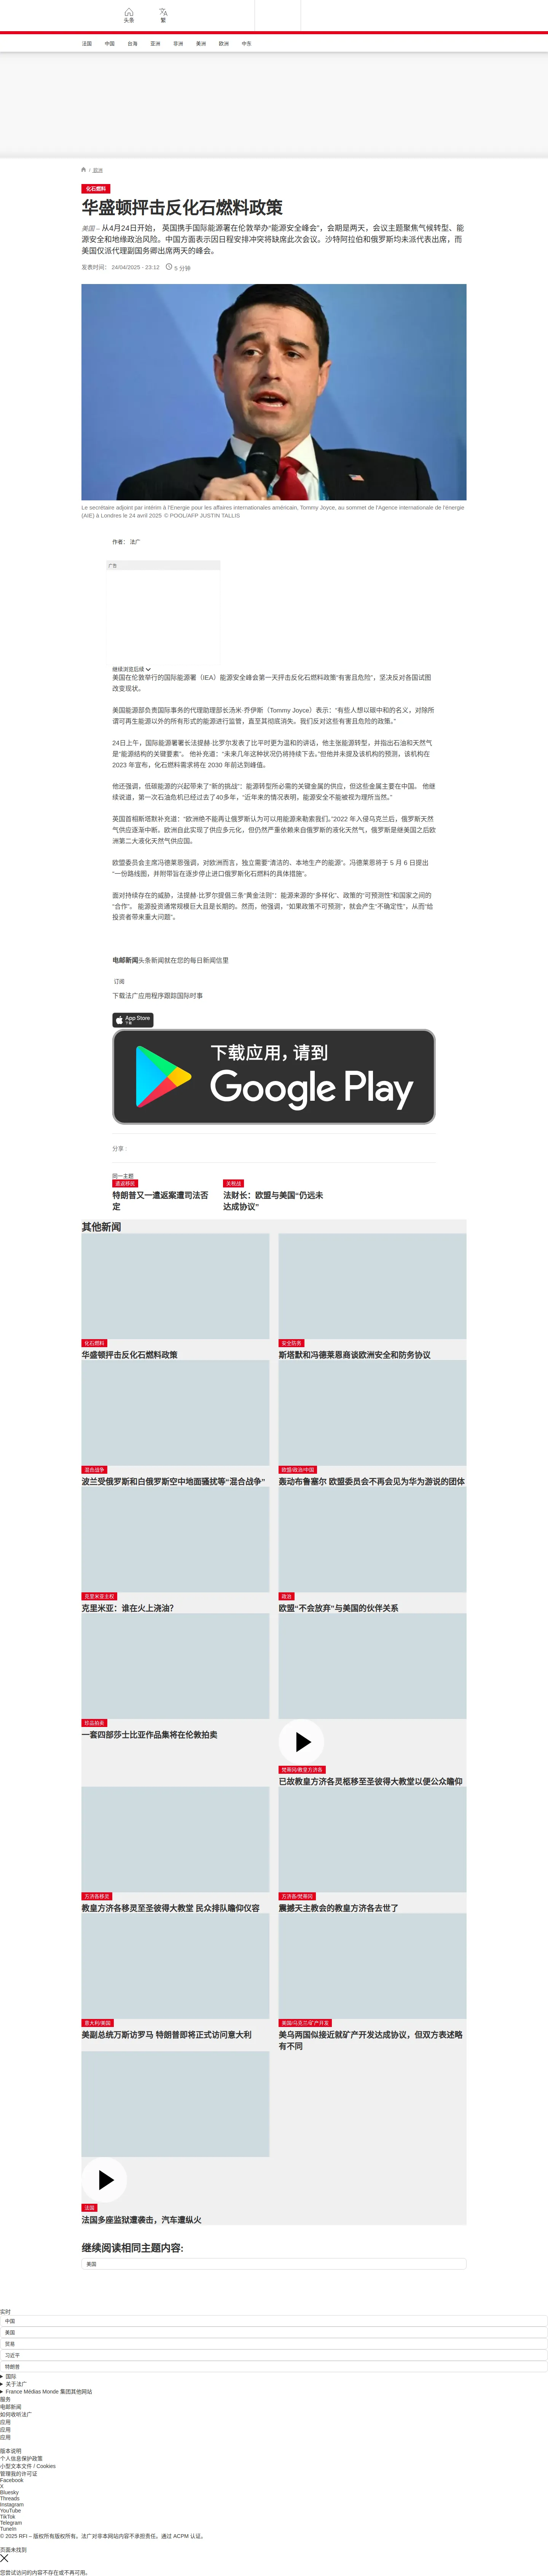 头条
繁
法国
中国
台海
亚洲
非洲
美洲
欧洲
中东
/ 欧洲
化石燃料
华盛顿抨击反化石燃料政策
美国 – 从4月24日开始， 英国携手国际能源署在伦敦举办“能源安全峰会”，会期是两天，会议主题聚焦气候转型、能
源安全和地缘政治风险。中国方面表示因日程安排冲突将缺席此次会议。沙特阿拉伯和俄罗斯均未派代表出席，而
美国仅派代理副国务卿出席两天的峰会。
发表时间： 24/04/2025 - 23:12
5 分钟
Le secrétaire adjoint par intérim à l'Energie pour les affaires internationales américain, Tommy Joyce, au sommet de l'Agence internationale de l'énergie
(AIE) à Londres le 24 avril 2025 © POOL/AFP JUSTIN TALLIS
作者： 法广
广告
继续浏览后续
美国在伦敦举行的国际能源署（IEA）能源安全峰会第一天抨击反化石燃料政策“有害且危险”，坚决反对各国试图
改变现状。
美国能源部负责国际事务的代理助理部长汤米·乔伊斯（Tommy Joyce）表示：“有些人想以碳中和的名义，对除所
谓可再生能源以外的所有形式的能源进行监管，直至其彻底消失。我们反对这些有害且危险的政策。”
24日上午，国际能源署署长法提赫·比罗尔发表了比平时更为温和的讲话，他主张能源转型，并指出石油和天然气
是“能源结构的关键要素”。 他补充道：“未来几年这种状况仍将持续下去。”但他并未提及该机构的预测，该机构在
2023 年宣布，化石燃料需求将在 2030 年前达到峰值。
他还强调，低碳能源的兴起带来了“新的挑战”：能源转型所必需的关键金属的供应，但这些金属主要在中国。 他继
续说道，第一次石油危机已经过去了40多年，“近年来的情况表明，能源安全不能被视为理所当然。”
英国首相斯塔默补充道：“欧洲绝不能再让俄罗斯认为可以用能源来勒索我们。”2022 年入侵乌克兰后，俄罗斯天然
气供应逐渐中断。欧洲自此实现了供应多元化，但仍然严重依赖来自俄罗斯的液化天然气，俄罗斯是继美国之后欧
洲第二大液化天然气供应国。
欧盟委员会主席冯德莱恩强调，对欧洲而言，独立需要“清洁的、本地生产的能源”。冯德莱恩将于 5 月 6 日提出
“一份路线图，并附带旨在逐步停止进口俄罗斯化石燃料的具体措施”。
面对持续存在的威胁，法提赫·比罗尔提倡三条“黄金法则”：能源来源的“多样化”、政策的“可预测性”和国家之间的
“合作”。 能源投资通常规模巨大且是长期的。然而，他强调，“如果政策不可预测”，就会产生“不确定性”，从而“给
投资者带来重大问题”。
电邮新闻头条新闻就在您的每日新闻信里
订阅
下载法广应用程序跟踪国际时事
App Store
下载
下载应用，请到
Google Play
分享 :
同一主题
遣返移民
特朗普又一遣返案遭司法否
定
关税战
法财长：欧盟与美国“仍远未
达成协议”
其他新闻
化石燃料
华盛顿抨击反化石燃料政策
安全防务
斯塔默和冯德莱恩商谈欧洲安全和防务协议
混合战争
波兰受俄罗斯和白俄罗斯空中地面骚扰等“混合战争”
欧盟/政治/中国
轰动布鲁塞尔 欧盟委员会不再会见为华为游说的团体
克里米亚主权
克里米亚：谁在火上浇油？
政治
欧盟“不会放弃”与美国的伙伴关系
珍品拍卖
一套四部莎士比亚作品集将在伦敦拍卖
梵蒂冈/教皇方济各
已故教皇方济各灵柩移至圣彼得大教堂以便公众瞻仰
方济各移灵
教皇方济各移灵至圣彼得大教堂 民众排队瞻仰仪容
方济各/梵蒂冈
震撼天主教会的教皇方济各去世了
意大利/美国
美副总统万斯访罗马 特朗普即将正式访问意大利
美国/乌克兰/矿产开发
美乌两国似接近就矿产开发达成协议，但双方表述略
有不同
法国
法国多座监狱遭袭击，汽车遭纵火
继续阅读相同主题内容:
美国
实时
中国
美国
贸易
习近平
特朗普
国际
关于法广
France Médias Monde 集团其他网站
服务
电邮新闻
如何收听法广
应用
应用
应用
版本说明
个人信息保护政策
小型文本文件 / Cookies
管理我的许可证
Facebook
X
Bluesky
Threads
Instagram
YouTube
TikTok
Telegram
TuneIn
© 2025 RFI – 版权所有版权所有。法广对非本网站内容不承担责任。通过 ACPM 认证。
页面未找到
您尝试访问的内容不存在或不再可用。